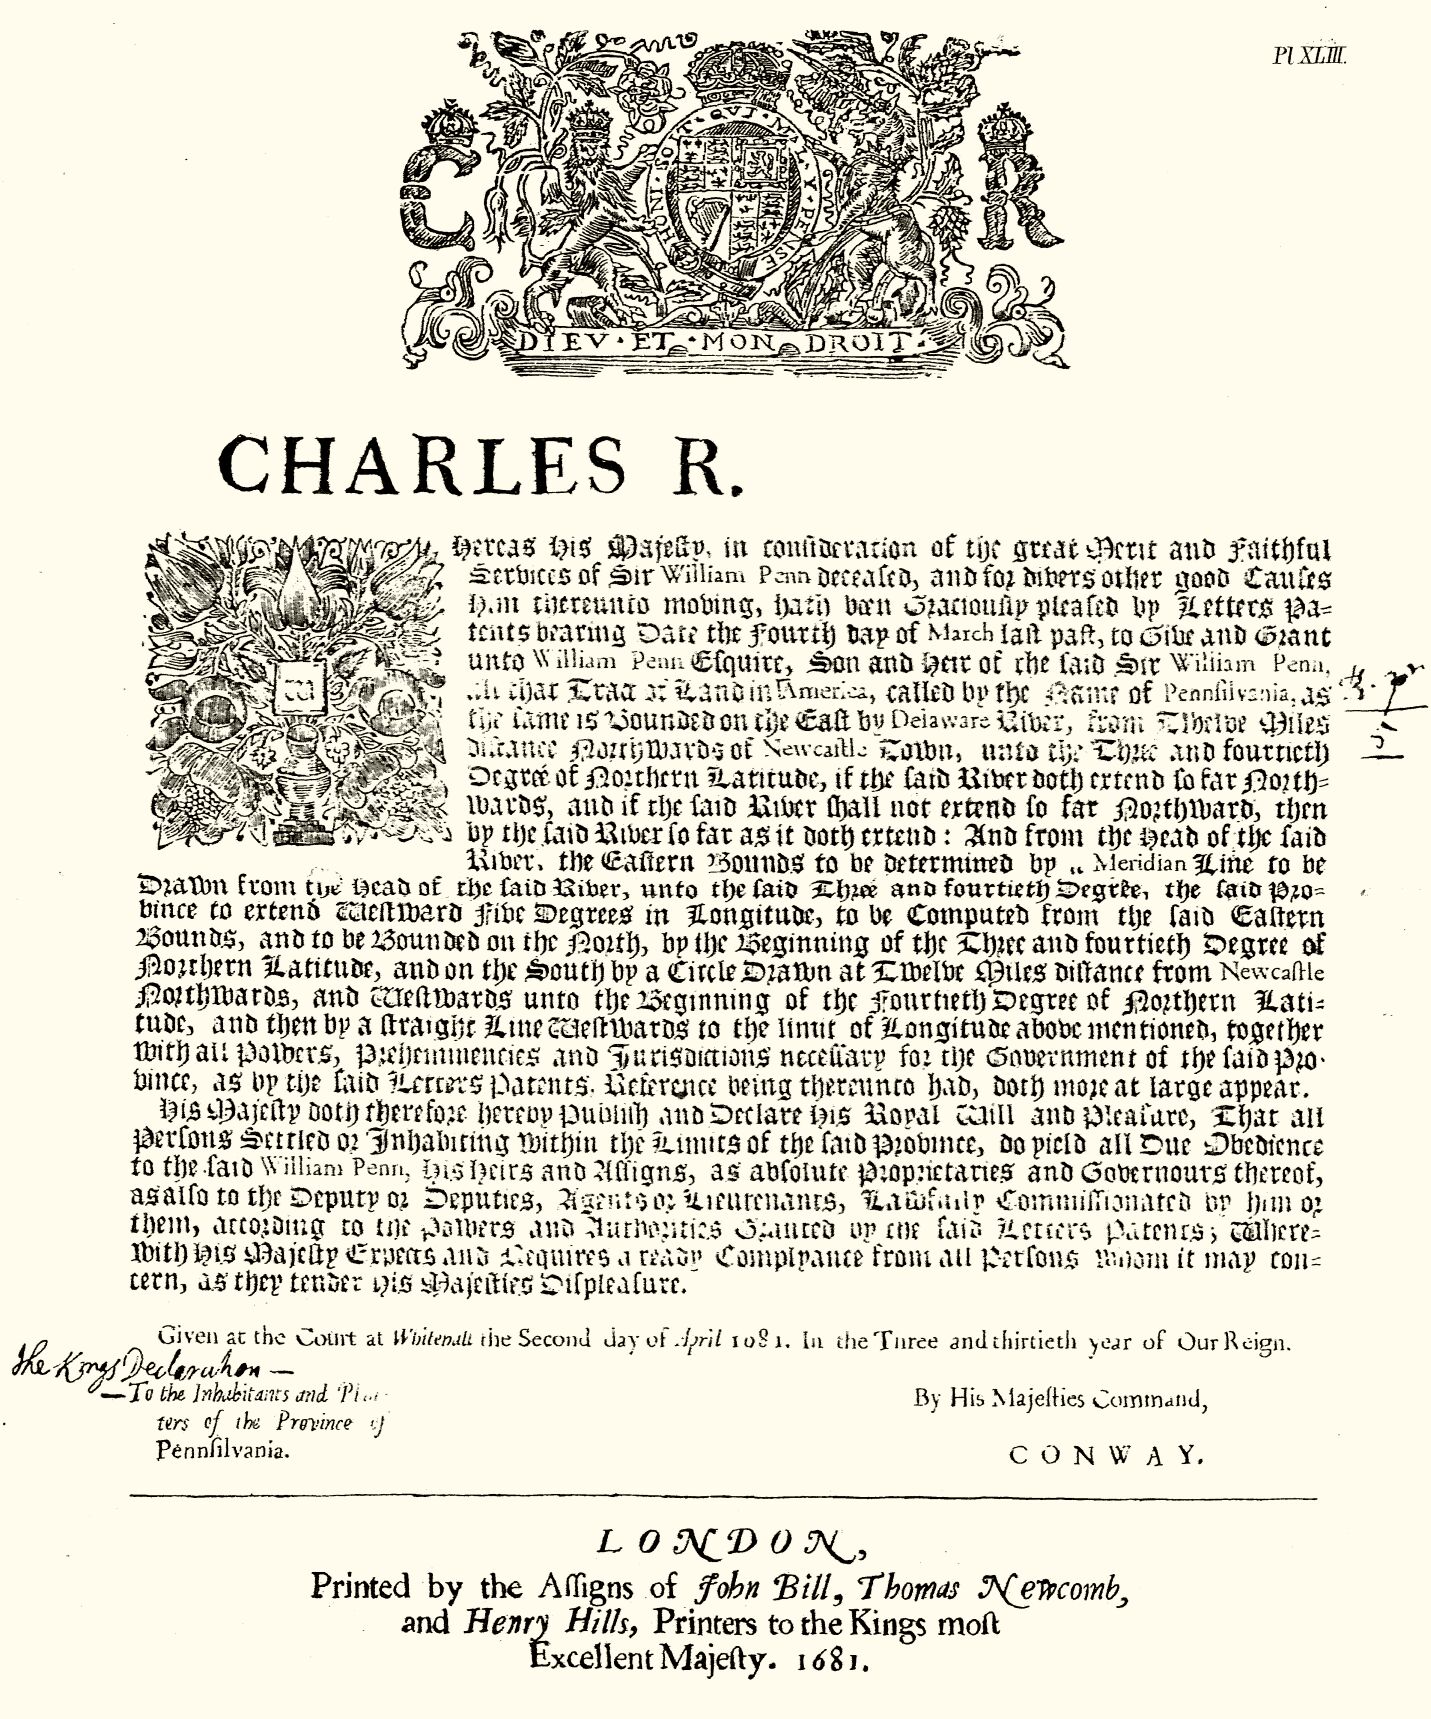 Pl XLIII.
C R
HONI SOIT QVI MAL Y PENSE
DIEV · ET · MON DROIT ·
CHARLES R.
Hereas His Majeſty, in conſideration of the great Merit and Faithful
Services of Sir William Penn deceaſed, and for divers other good Cauſes
Him thereunto moving, hath been Graciouſly pleaſed by Letters Pa=
tents bearing Date the Fourth day of March laſt paſt, to Give and Grant
unto William Penn Eſquire, Son and Heir of the ſaid Sir William Penn,
All that Tract of Land in America, called by the Name of Pennſilvania, as
the ſame is Bounded on the Eaſt by Delaware River, from Twelve Miles
diſtance Northwards of Newcaſtle Town, unto the Three and fourtieth
Degree of Northern Latitude, if the ſaid River doth extend ſo far North=
wards, and if the ſaid River ſhall not extend ſo far Northward, then
by the ſaid River ſo far as it doth extend : And from the Head of the ſaid
River, the Eaſtern Bounds to be determined by a Meridian Line to be
Drawn from the Head of the ſaid River, unto the ſaid Three and fourtieth Degree, the ſaid Pro=
vince to extend Weſtward Five Degrees in Longitude, to be Computed from the ſaid Eaſtern
Bounds, and to be Bounded on the North, by the Beginning of the Three and fourtieth Degree of
Northern Latitude, and on the South by a Circle Drawn at Twelve Miles diſtance from Newcaſtle
Northwards, and Weſtwards unto the Beginning of the Fourtieth Degree of Northern Lati=
tude, and then by a ſtraight Line Weſtwards to the limit of Longitude above mentioned, together
with all Powers, Preheminencies and Juriſdictions neceſſary for the Government of the ſaid Pro-
vince, as by the ſaid Letters Patents, Reference being thereunto had, doth more at large appear.
His Majeſty doth therefore hereby Publiſh and Declare His Royal Will and Pleaſure, That all
Perſons Settled or Inhabiting within the Limits of the ſaid Province, do yield all Due Obedience
to the ſaid William Penn, His Heirs and Aſſigns, as abſolute Proprietaries and Governours thereof,
as alſo to the Deputy or Deputies, Agents or Lieutenants, Lawfully Commiſſionated by him or
them, according to the Powers and Authorities Granted by the ſaid Letters Patents; Where=
with His Majeſty Expects and Requires a ready Complyance from all Perſons whom it may con=
cern, as they tender His Majeſties Diſpleaſure.
Given at the Court at Whitehall the Second day of April 1681. In the Three and thirtieth year of Our Reign.
The Kings Declaration —
— To the Inhabitants and
ters of the Province of
Pennſilvania.
By His Majeſties Command,
CONWAY.
LONDON,
Printed by the Aſſigns of John Bill, Thomas Newcomb,
and Henry Hills, Printers to the Kings moſt
Excellent Majeſty. 1681.